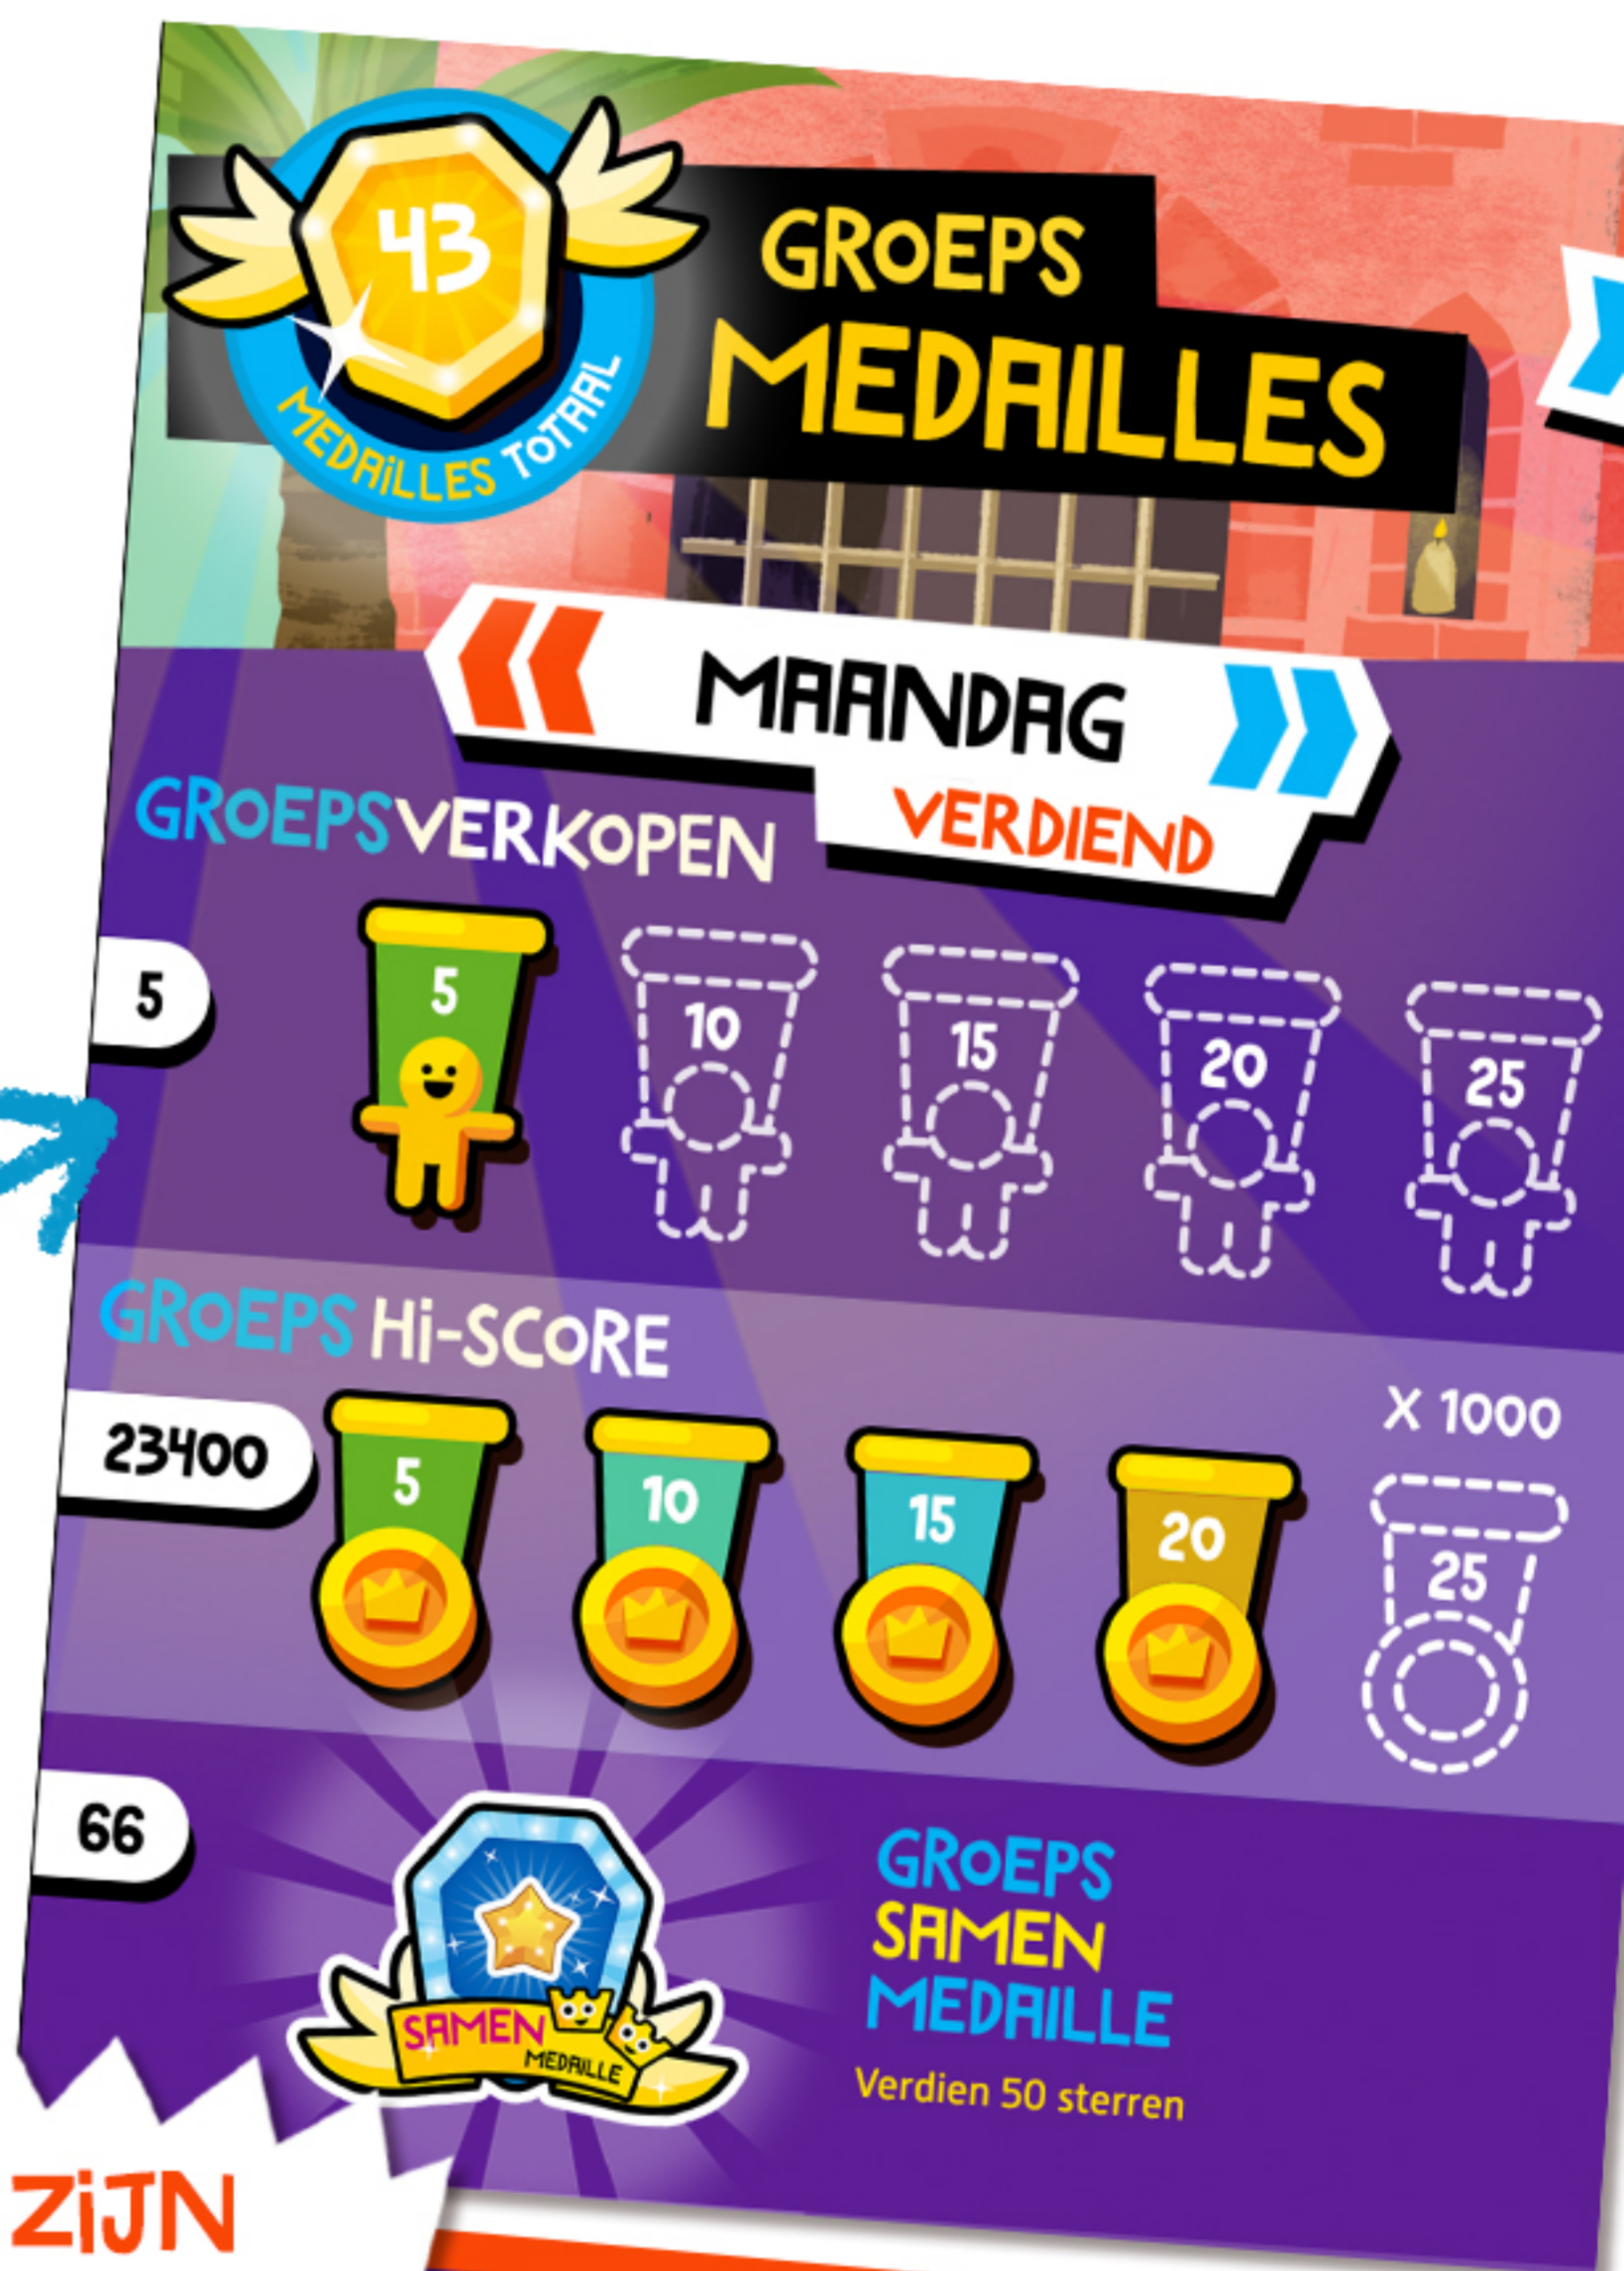 43
MEDAiLLES TOTAAL
GROEPS
MEDAILLES
MAANDAG
VERDIEND
GROEPSVERKOPEN
5
5
10
15
20
25
GROEPS Hi-SCORE
X 1000
23400
5
10
15
20
25
66
SAMEN
MEDAILLE
GROEPS
SAMEN
MEDAILLE
Verdien 50 sterren
ZiJN